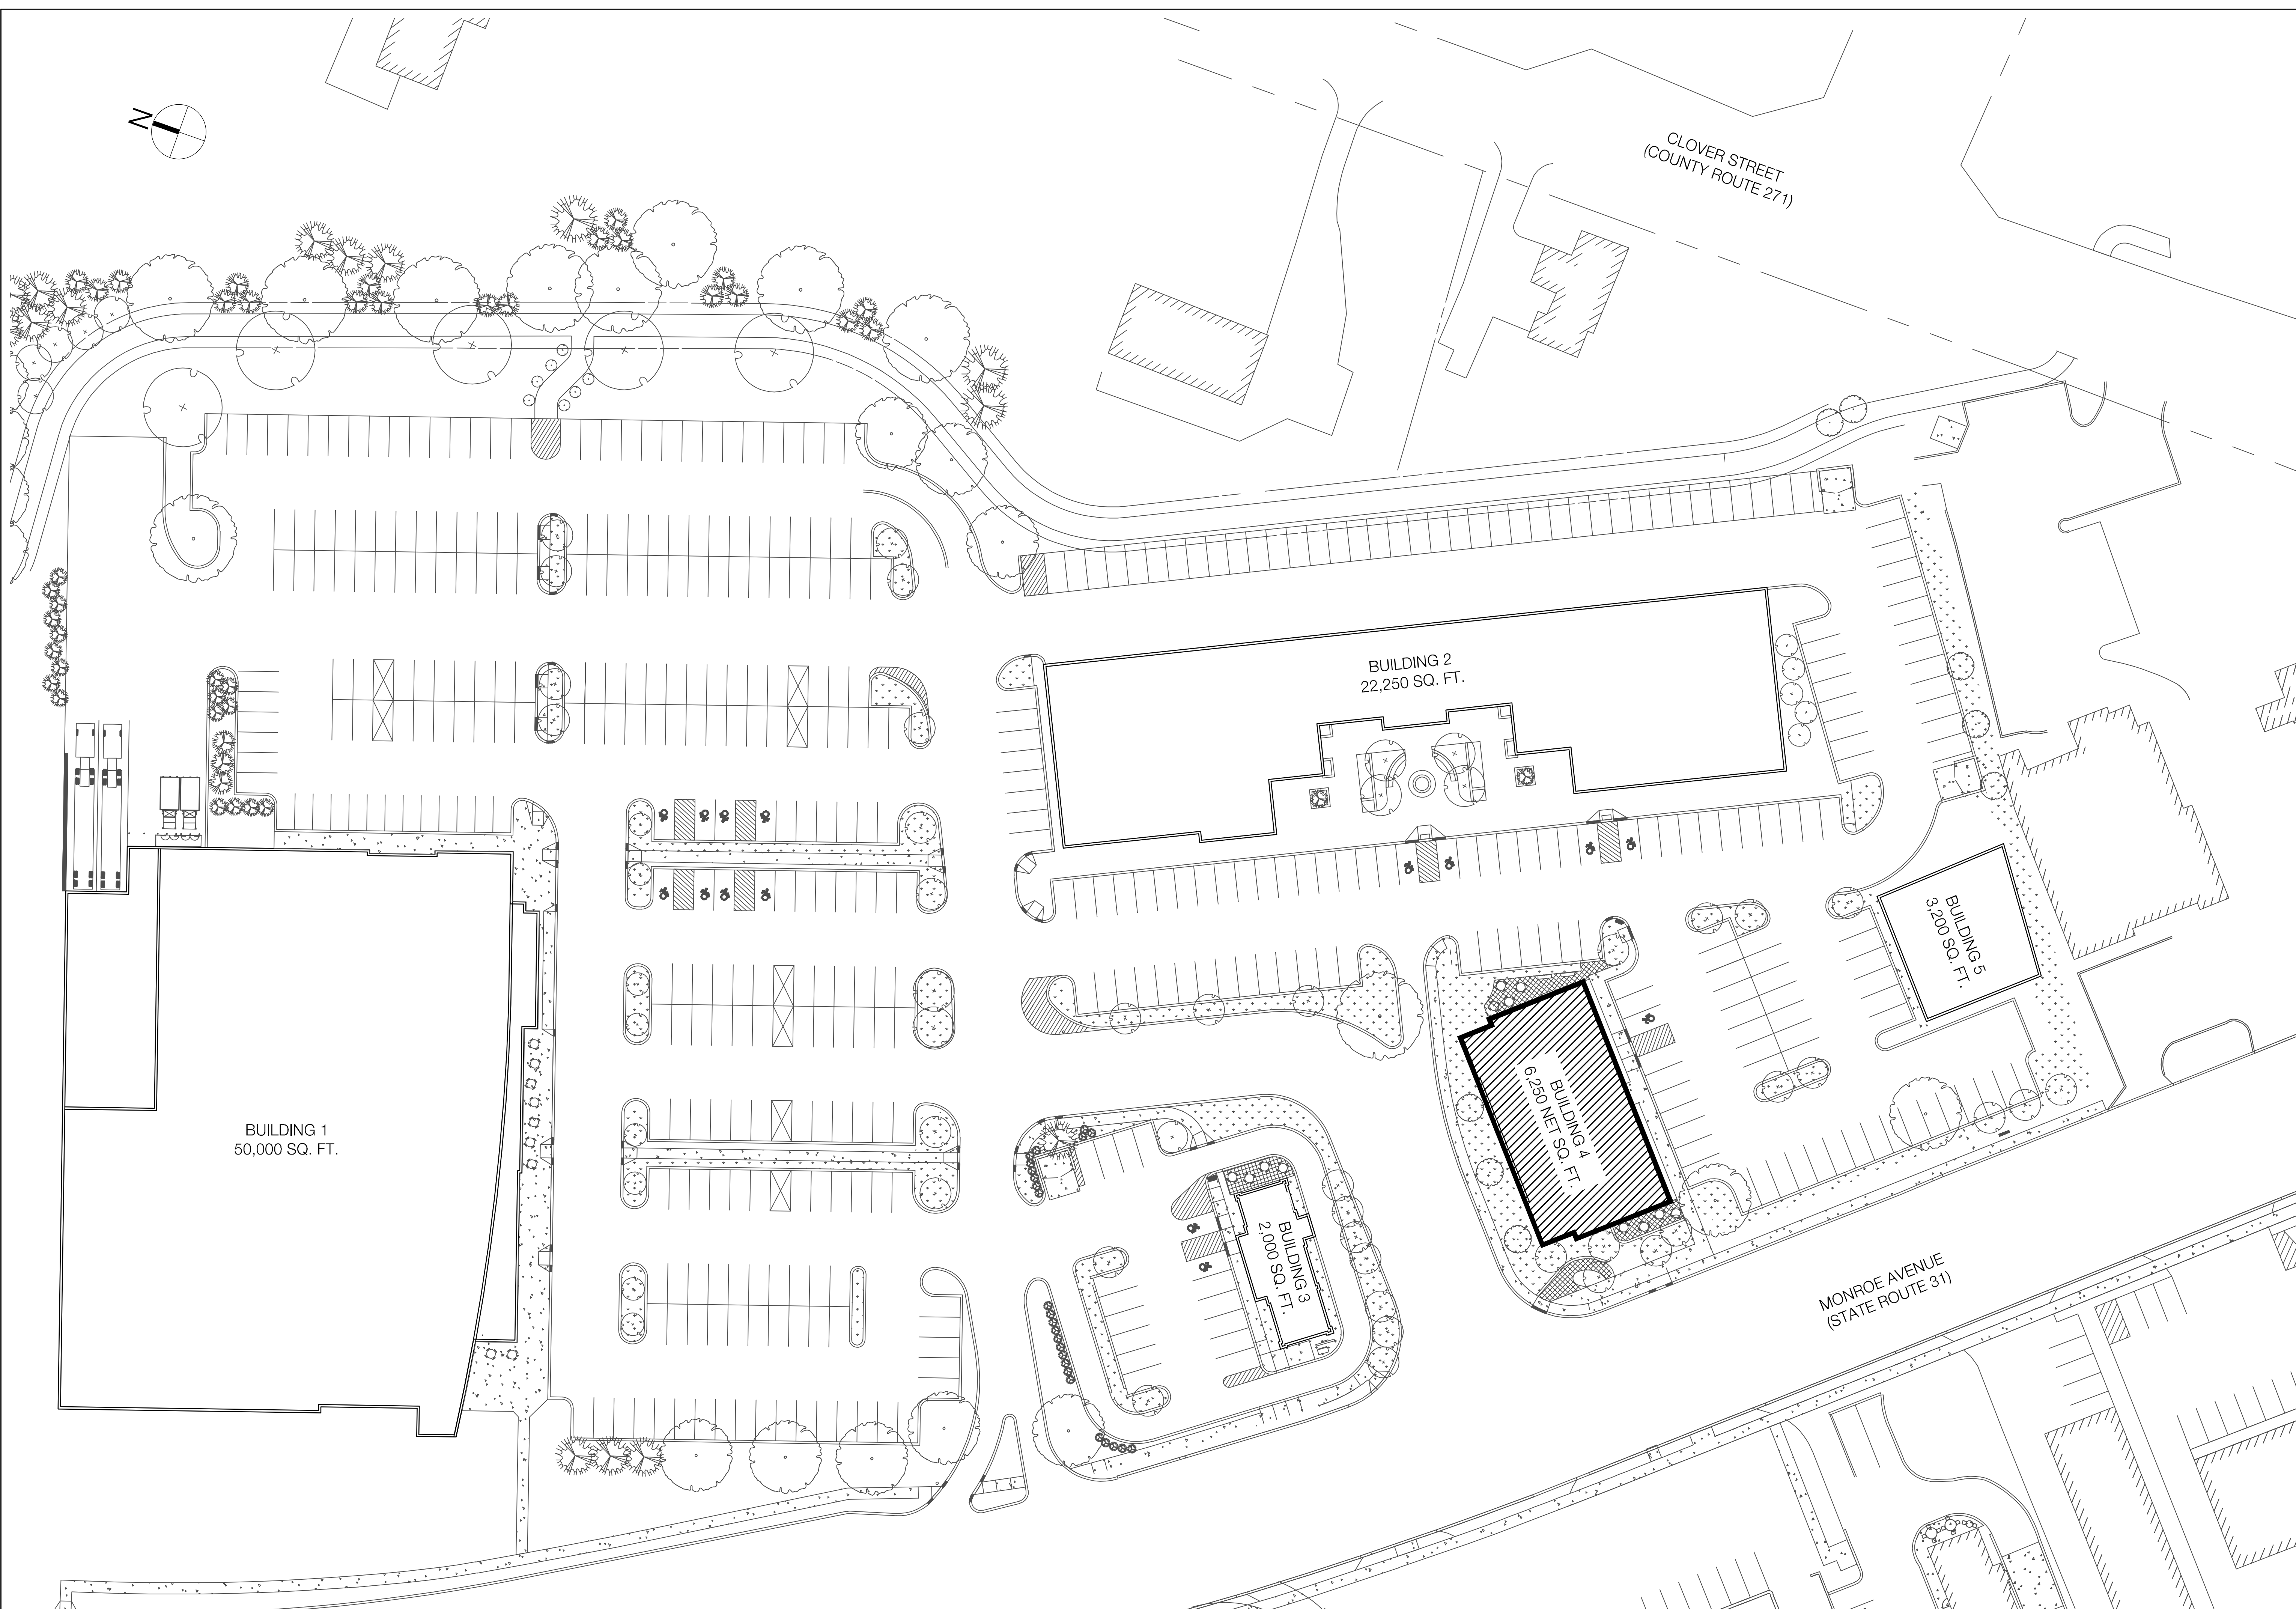 N
CLOVER STREET
(COUNTY ROUTE 271)
BUILDING 2
22,250 SQ. FT.
BUILDING 5
3,200 SQ. FT.
BUILDING 4
6,250 NET SQ. FT.
BUILDING 1
50,000 SQ. FT.
BUILDING 3
2,000 SQ. FT.
MONROE AVENUE
(STATE ROUTE 31)